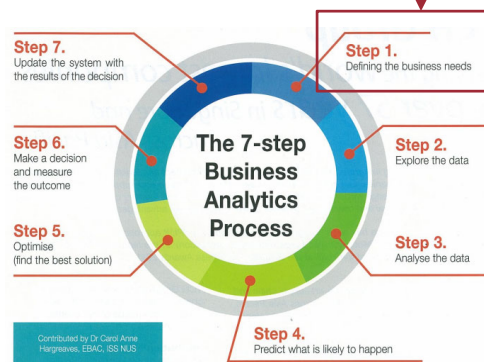 Step 1.
Defining the business needs
Step 2.
Explore the data
Step 3.
Analyse the data
Step 4.
Predict what is likely to happen
Step 5.
Optimise
(find the best solution)
Step 6.
Make a decision
and measure
the outcome
Step 7.
Update the system with
the results of the decision
The 7-step
Business
Analytics
Process
Contributed by Dr Carol Anne
Hargreaves, EBAC, ISS NUS